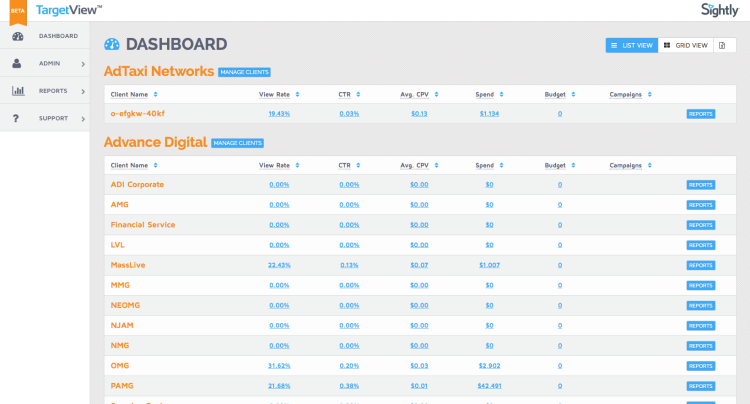 BETA TargetView™ Sightly
DASHBOARD
ADMIN
REPORTS
SUPPORT
DASHBOARD LIST VIEW GRID VIEW
AdTaxi Networks MANAGE CLIENTS
Client Name View Rate CTR Avg. CPV Spend Budget Campaigns
o-efgkw-40kf 19.43% 0.03% $0.13 $1,134 0 REPORTS
Advance Digital MANAGE CLIENTS
Client Name View Rate CTR Avg. CPV Spend Budget Campaigns
ADI Corporate 0.00% 0.00% $0.00 $0 0 REPORTS
AMG 0.00% 0.00% $0.00 $0 0 REPORTS
Financial Service 0.00% 0.00% $0.00 $0 0 REPORTS
LVL 0.00% 0.00% $0.00 $0 0 REPORTS
MassLive 22.43% 0.13% $0.07 $1,007 0 REPORTS
MMG 0.00% 0.00% $0.00 $0 0 REPORTS
NEOMG 0.00% 0.00% $0.00 $0 0 REPORTS
NJAM 0.00% 0.00% $0.00 $0 0 REPORTS
NMG 0.00% 0.00% $0.00 $0 0 REPORTS
OMG 31.62% 0.20% $0.03 $2,902 0 REPORTS
PAMG 21.68% 0.38% $0.01 $42,491 0 REPORTS